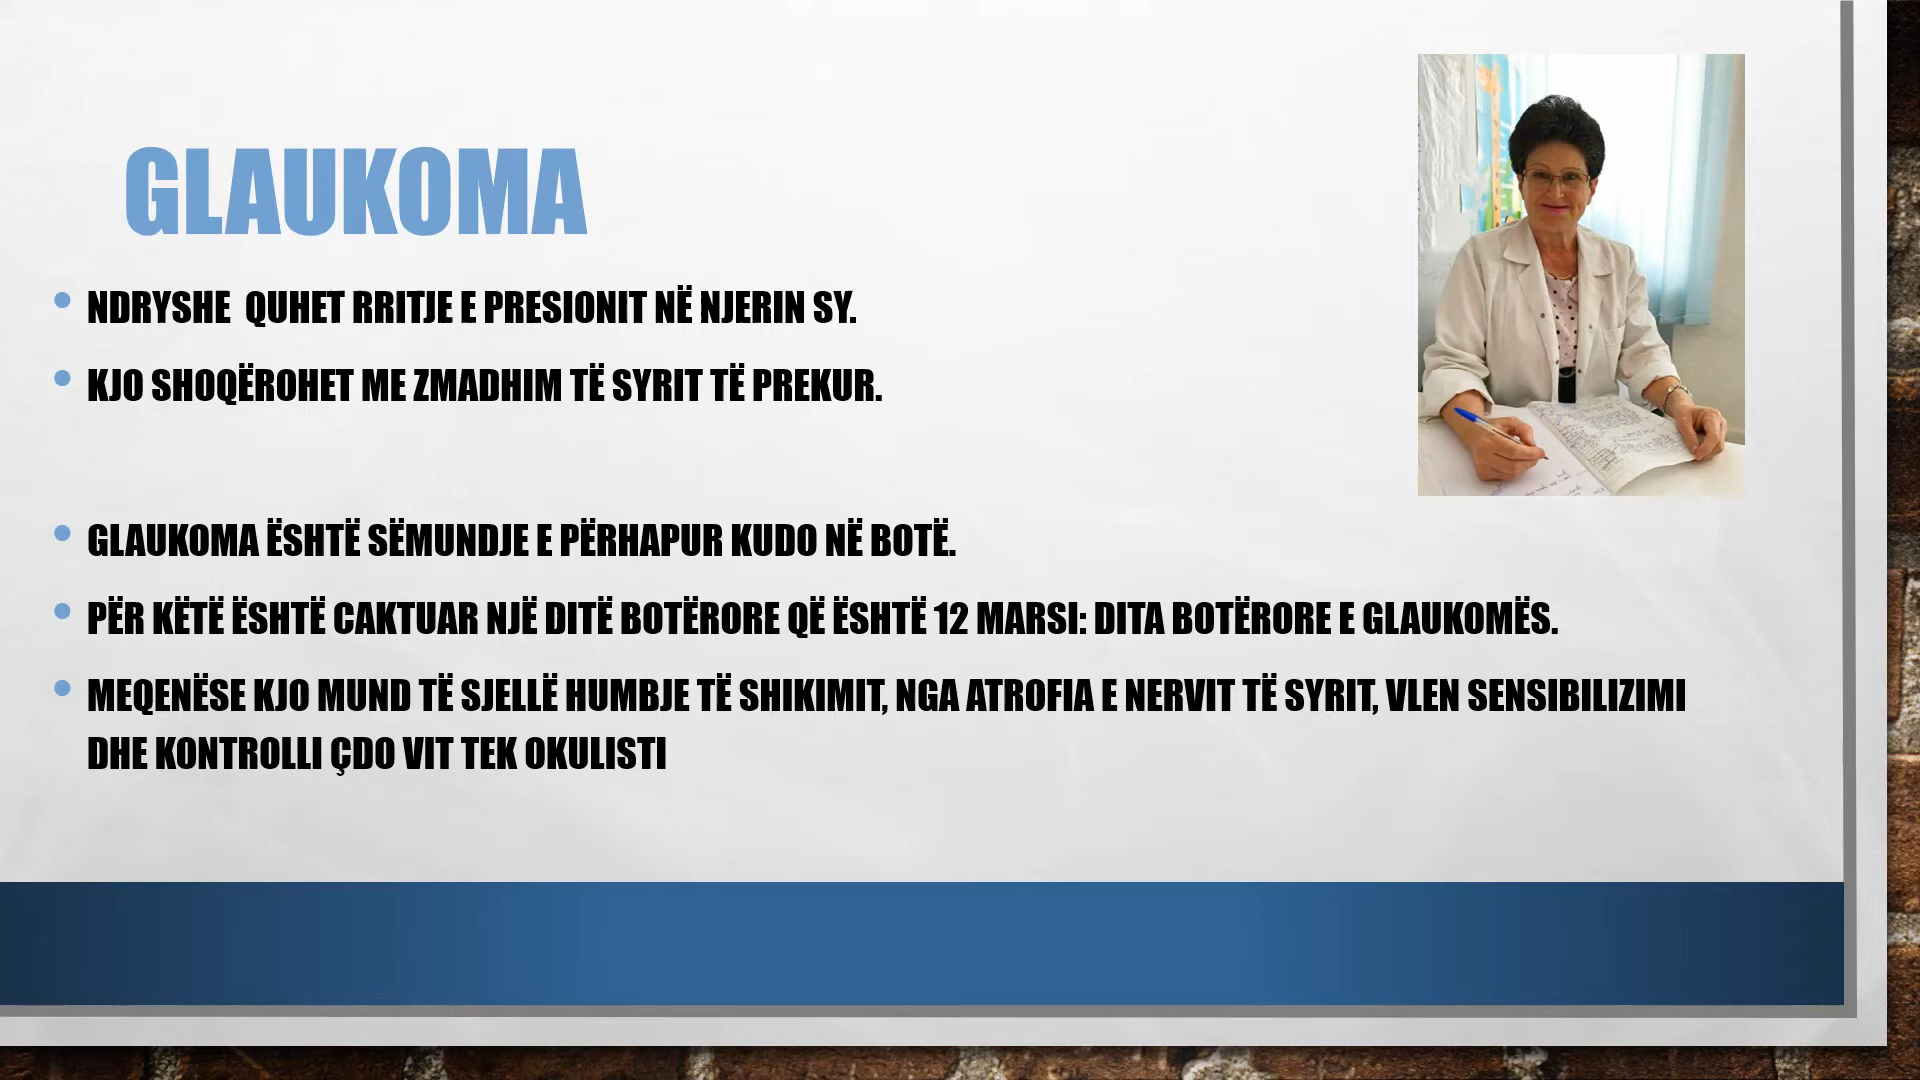 GLAUKOMA
NDRYSHE QUHET RRITJE E PRESIONIT NË NJERIN SY.
KJO SHOQËROHET ME ZMADHIM TË SYRIT TË PREKUR.
GLAUKOMA ËSHTË SËMUNDJE E PËRHAPUR KUDO NË BOTË.
PËR KËTË ËSHTË CAKTUAR NJË DITË BOTËRORE QË ËSHTË 12 MARSI: DITA BOTËRORE E GLAUKOMËS.
MEQENËSE KJO MUND TË SJELLË HUMBJE TË SHIKIMIT, NGA ATROFIA E NERVIT TË SYRIT, VLEN SENSIBILIZIMI
DHE KONTROLLI ÇDO VIT TEK OKULISTI